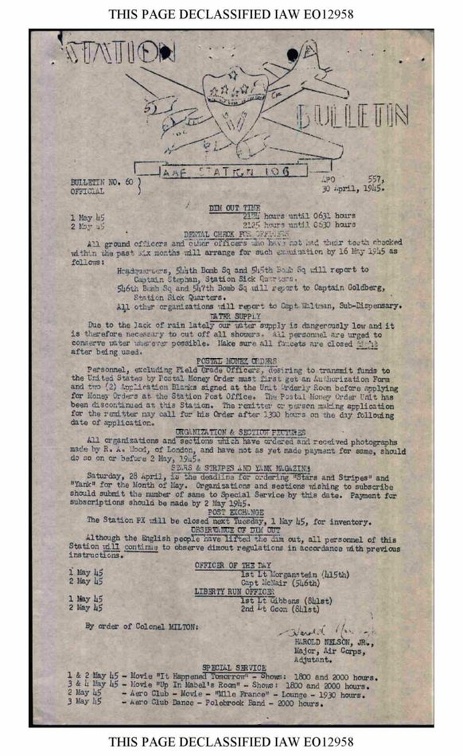 THIS PAGE DECLASSIFIED IAW EO12958
STATION
BULLETIN
AAF STATION 106
BULLETIN NO. 60 ) APO 557,
OFFICIAL ) 30 April, 1945.
DIM OUT TIME
1 May 45 2124 hours until 0631 hours
2 May 45 2125 hours until 0630 hours
DENTAL CHECK FOR OFFICERS
All ground officers and other officers who have not had their teeth checked
within the past six months will arrange for such examination by 16 May 1945 as
follows:
Headquarters, 544th Bomb Sq and 545th Bomb Sq will report to
Captain Stephan, Station Sick Quarters.
546th Bomb Sq and 547th Bomb Sq will report to Captain Goldberg,
Station Sick Quarters.
All other organizations will report to Capt Holtman, Sub-Dispensary.
WATER SUPPLY
Due to the lack of rain lately our water supply is dangerously low and it
is therefore necessary to cut off all showers. All personnel are urged to
conserve water wherever possible. Make sure all faucets are closed
after being used.
POSTAL MONEY ORDERS
Personnel, excluding Field Grade Officers, desiring to transmit funds to
the United States by Postal Money Order must first get an Authorization Form
and two (2) Application Blanks signed at the Unit Orderly Room before applying
for Money Orders at the Station Post Office. The Postal Money Order Unit has
been discontinued at this Station. The remitter or person making application
for the remitter may call for his Order after 1300 hours on the day following
date of application.
ORGANIZATION & SECTION PICTURES
All organizations and sections which have ordered and received photographs
made by R. A. Wood, of London, and have not as yet made payment for same, should
do so on or before 2 May, 1945.
STARS & STRIPES AND YANK MAGAZINE
Saturday, 28 April, is the deadline for ordering "Stars and Stripes" and
"Yank" for the Month of May. Organizations and sections wishing to subscribe
should submit the number of same to Special Service by this date. Payment for
subscriptions should be made by 2 May 1945.
POST EXCHANGE
The Station PX will be closed next Tuesday, 1 May 45, for inventory.
OBSERVANCE OF DIM OUT
Although the English people have lifted the dim out, all personnel of this
Station will continue to observe dimout regulations in accordance with previous
instructions.
OFFICER OF THE DAY
1 May 45 1st Lt Morganstein (415th)
2 May 45 Capt McNair (546th)
LIBERTY RUN OFFICER
1 May 45 1st Lt Gibbens (841st)
2 May 45 2nd Lt Goon (841st)
By order of Colonel MILTON:
HAROLD NELSON, JR.,
Major, Air Corps,
Adjutant.
SPECIAL SERVICE
1 & 2 May 45 - Movie "It Happened Tomorrow" - Shows: 1800 and 2000 hours.
3 & 4 May 45 - Movie "Up In Mabel's Room" - Shows: 1800 and 2000 hours.
2 May 45 - Aero Club - Movie - "Mlle France" - Lounge - 1930 hours.
3 May 45 - Aero Club Dance - Polebrook Band - 2000 hours.
THIS PAGE DECLASSIFIED IAW EO12958